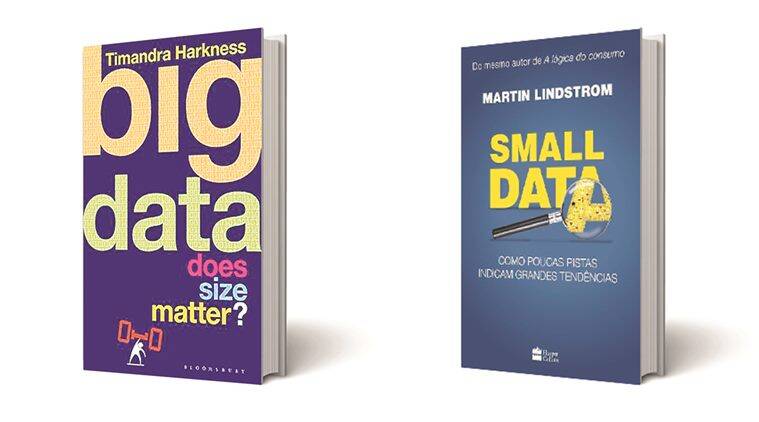 Timandra Harkness
big
data
does
size
matter?
BLOOMSBURY
Do mesmo autor de A lógica do consumo
MARTIN LINDSTROM
SMALL
DATA
COMO POUCAS PISTAS
INDICAM GRANDES TENDÊNCIAS
Harper
Collins